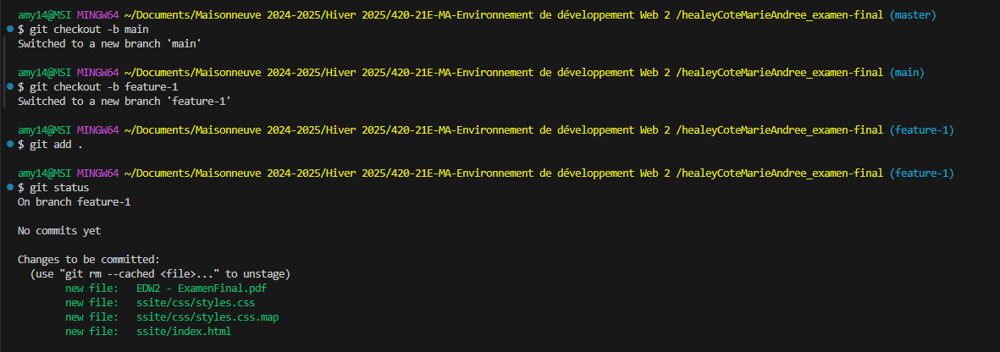 amy14@MSI MINGW64 ~/Documents/Maisonneuve 2024-2025/Hiver 2025/420-21E-MA-Environnement de développement Web 2 /healeyCoteMarieAndree_examen-final (master)
$ git checkout -b main
Switched to a new branch 'main'
amy14@MSI MINGW64 ~/Documents/Maisonneuve 2024-2025/Hiver 2025/420-21E-MA-Environnement de développement Web 2 /healeyCoteMarieAndree_examen-final (main)
$ git checkout -b feature-1
Switched to a new branch 'feature-1'
amy14@MSI MINGW64 ~/Documents/Maisonneuve 2024-2025/Hiver 2025/420-21E-MA-Environnement de développement Web 2 /healeyCoteMarieAndree_examen-final (feature-1)
$ git add .
amy14@MSI MINGW64 ~/Documents/Maisonneuve 2024-2025/Hiver 2025/420-21E-MA-Environnement de développement Web 2 /healeyCoteMarieAndree_examen-final (feature-1)
$ git status
On branch feature-1
No commits yet
Changes to be committed:
(use "git rm --cached <file>..." to unstage)
new file: EDW2 - ExamenFinal.pdf
new file: ssite/css/styles.css
new file: ssite/css/styles.css.map
new file: ssite/index.html